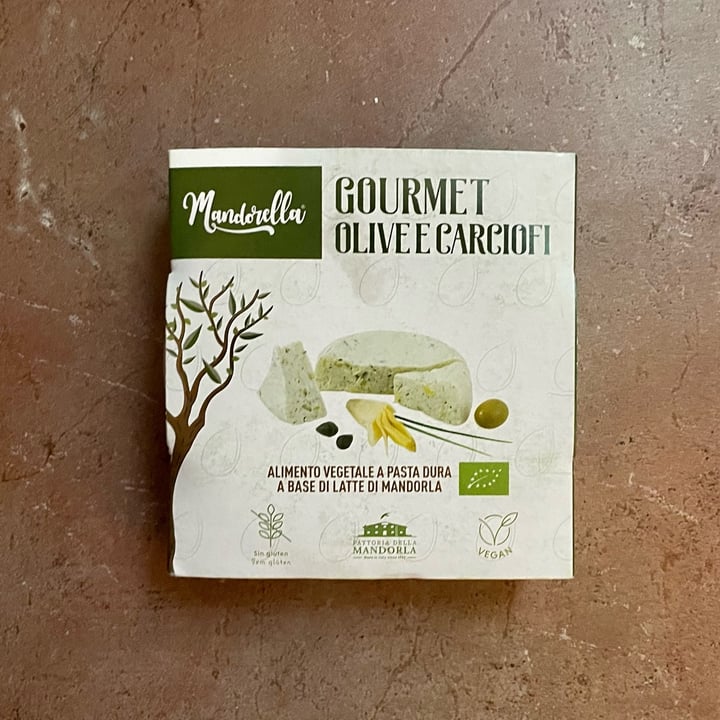 Mandorella
GOURMET
OLIVE E CARCIOFI
ALIMENTO VEGETALE A PASTA DURA
A BASE DI LATTE DI MANDORLA
Sin gluten
FATTORIA DELLA
MANDORLA
VEGAN